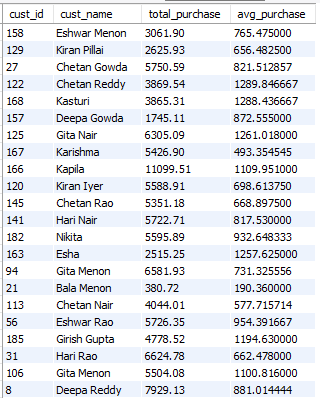 cust_id cust_name total_purchase avg_purchase
158 Eshwar Menon 3061.90 765.475000
129 Kiran Pillai 2625.93 656.482500
27 Chetan Gowda 5750.59 821.512857
122 Chetan Reddy 3869.54 1289.846667
168 Kasturi 3865.31 1288.436667
157 Deepa Gowda 1745.11 872.555000
125 Gita Nair 6305.09 1261.018000
167 Karishma 5426.90 493.354545
166 Kapila 11099.51 1109.951000
120 Kiran Iyer 5588.91 698.613750
145 Chetan Rao 5351.18 668.897500
141 Hari Nair 5722.71 817.530000
182 Nikita 5595.89 932.648333
163 Esha 2515.25 1257.625000
94 Gita Menon 6581.93 731.325556
21 Bala Menon 380.72 190.360000
113 Chetan Nair 4044.01 577.715714
56 Eshwar Rao 5726.35 954.391667
185 Girish Gupta 4778.52 1194.630000
31 Hari Rao 6624.78 662.478000
106 Gita Menon 5504.08 1100.816000
8 Deepa Reddy 7929.13 881.014444